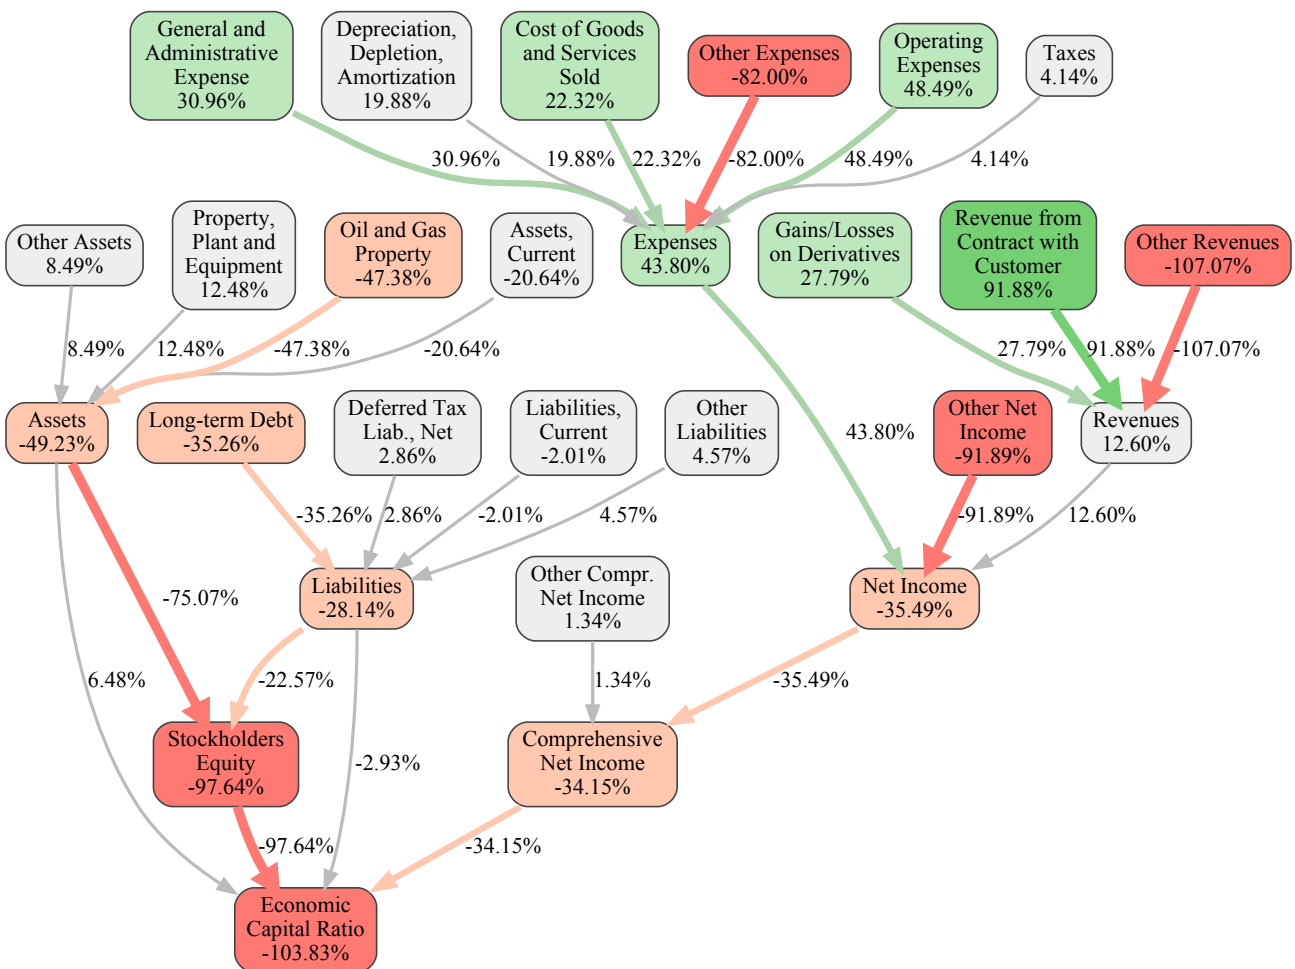 General and
Administrative
Expense
30.96%
Depreciation,
Depletion,
Amortization
19.88%
Cost of Goods
and Services
Sold
22.32%
Other Expenses
-82.00%
Operating
Expenses
48.49%
Taxes
4.14%
30.96%
19.88%
22.32%
-82.00%
48.49%
4.14%
Other Assets
8.49%
Property,
Plant and
Equipment
12.48%
Oil and Gas
Property
-47.38%
Assets,
Current
-20.64%
Expenses
43.80%
Gains/Losses
on Derivatives
27.79%
Revenue from
Contract with
Customer
91.88%
Other Revenues
-107.07%
8.49%
12.48%
-47.38%
-20.64%
27.79%
91.88%
-107.07%
Assets
-49.23%
Long-term Debt
-35.26%
Deferred Tax
Liab., Net
2.86%
Liabilities,
Current
-2.01%
Other
Liabilities
4.57%
43.80%
Other Net
Income
-91.89%
Revenues
12.60%
-35.26%
2.86%
-2.01%
4.57%
-91.89%
12.60%
-75.07%
Liabilities
-28.14%
Other Compr.
Net Income
1.34%
Net Income
-35.49%
6.48%
-22.57%
1.34%
-35.49%
Stockholders
Equity
-97.64%
-2.93%
Comprehensive
Net Income
-34.15%
-97.64%
-34.15%
Economic
Capital Ratio
-103.83%